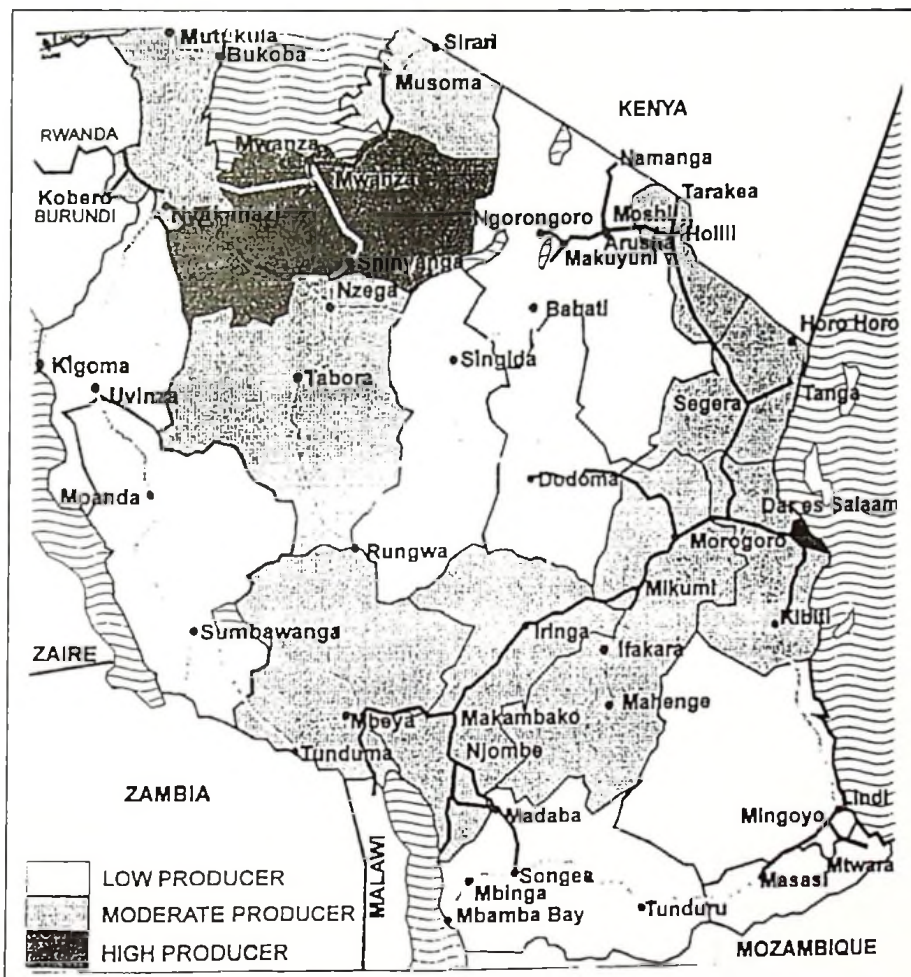 Mutukula
Sirari
Bukoba
Musoma
KENYA
RWANDA
Mwanza
Namanga
Mwanza
Kobero
Tarakea
BURUNDI
Nyakanazi
Ngorongoro
Moshi
Holili
Arusha
Makuyuni
Shinyanga
Nzega
Babati
Horo Horo
Kigoma
Singida
Uvinza
Tabora
Segera
Tanga
Mpanda
Dodoma
Dar es Salaam
Morogoro
Rungwa
Mikumi
Kibiti
Sumbawanga
Iringa
Ifakara
ZAIRE
Mahenge
Mbeya
Makambako
Tunduma
Njombe
ZAMBIA
Madaba
Mingoyo
Lindi
Mtwara
Masasi
LOW PRODUCER
MALAWI
Songea
Mbinga
MODERATE PRODUCER
Mbamba Bay
Tunduru
HIGH PRODUCER
MOZAMBIQUE